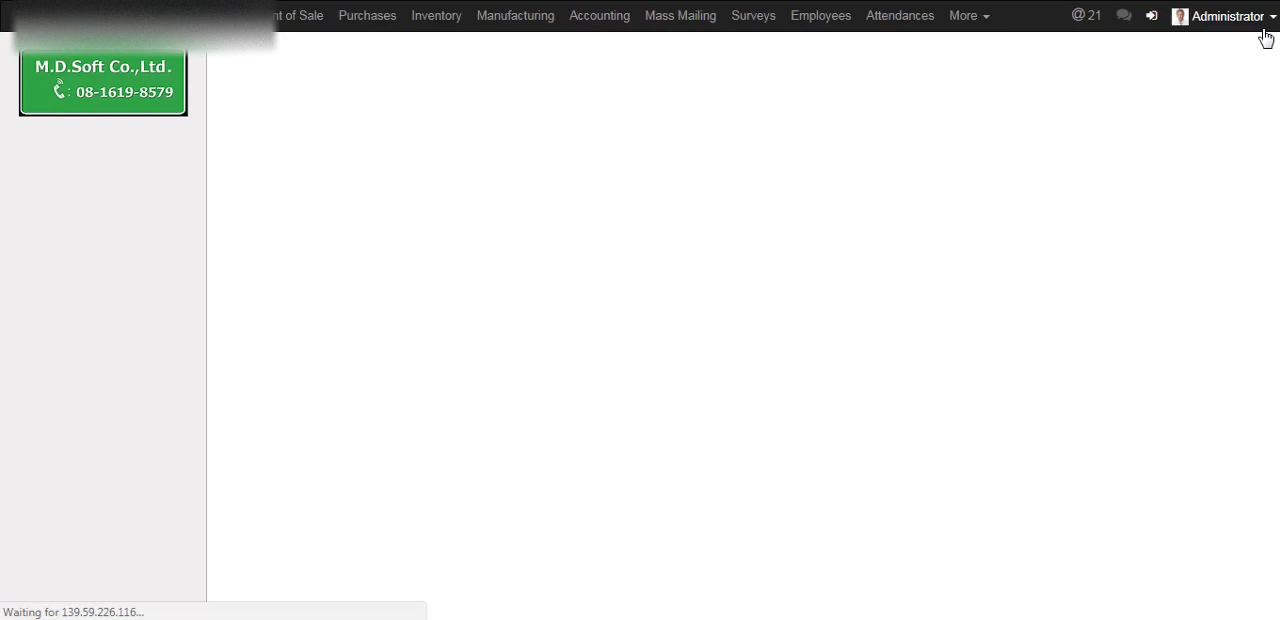 of Sale Purchases Inventory Manufacturing Accounting Mass Mailing Surveys Employees Attendances More @ 21 Administrator
M.D.Soft Co.,Ltd.
: 08-1619-8579
Waiting for 139.59.226.116...